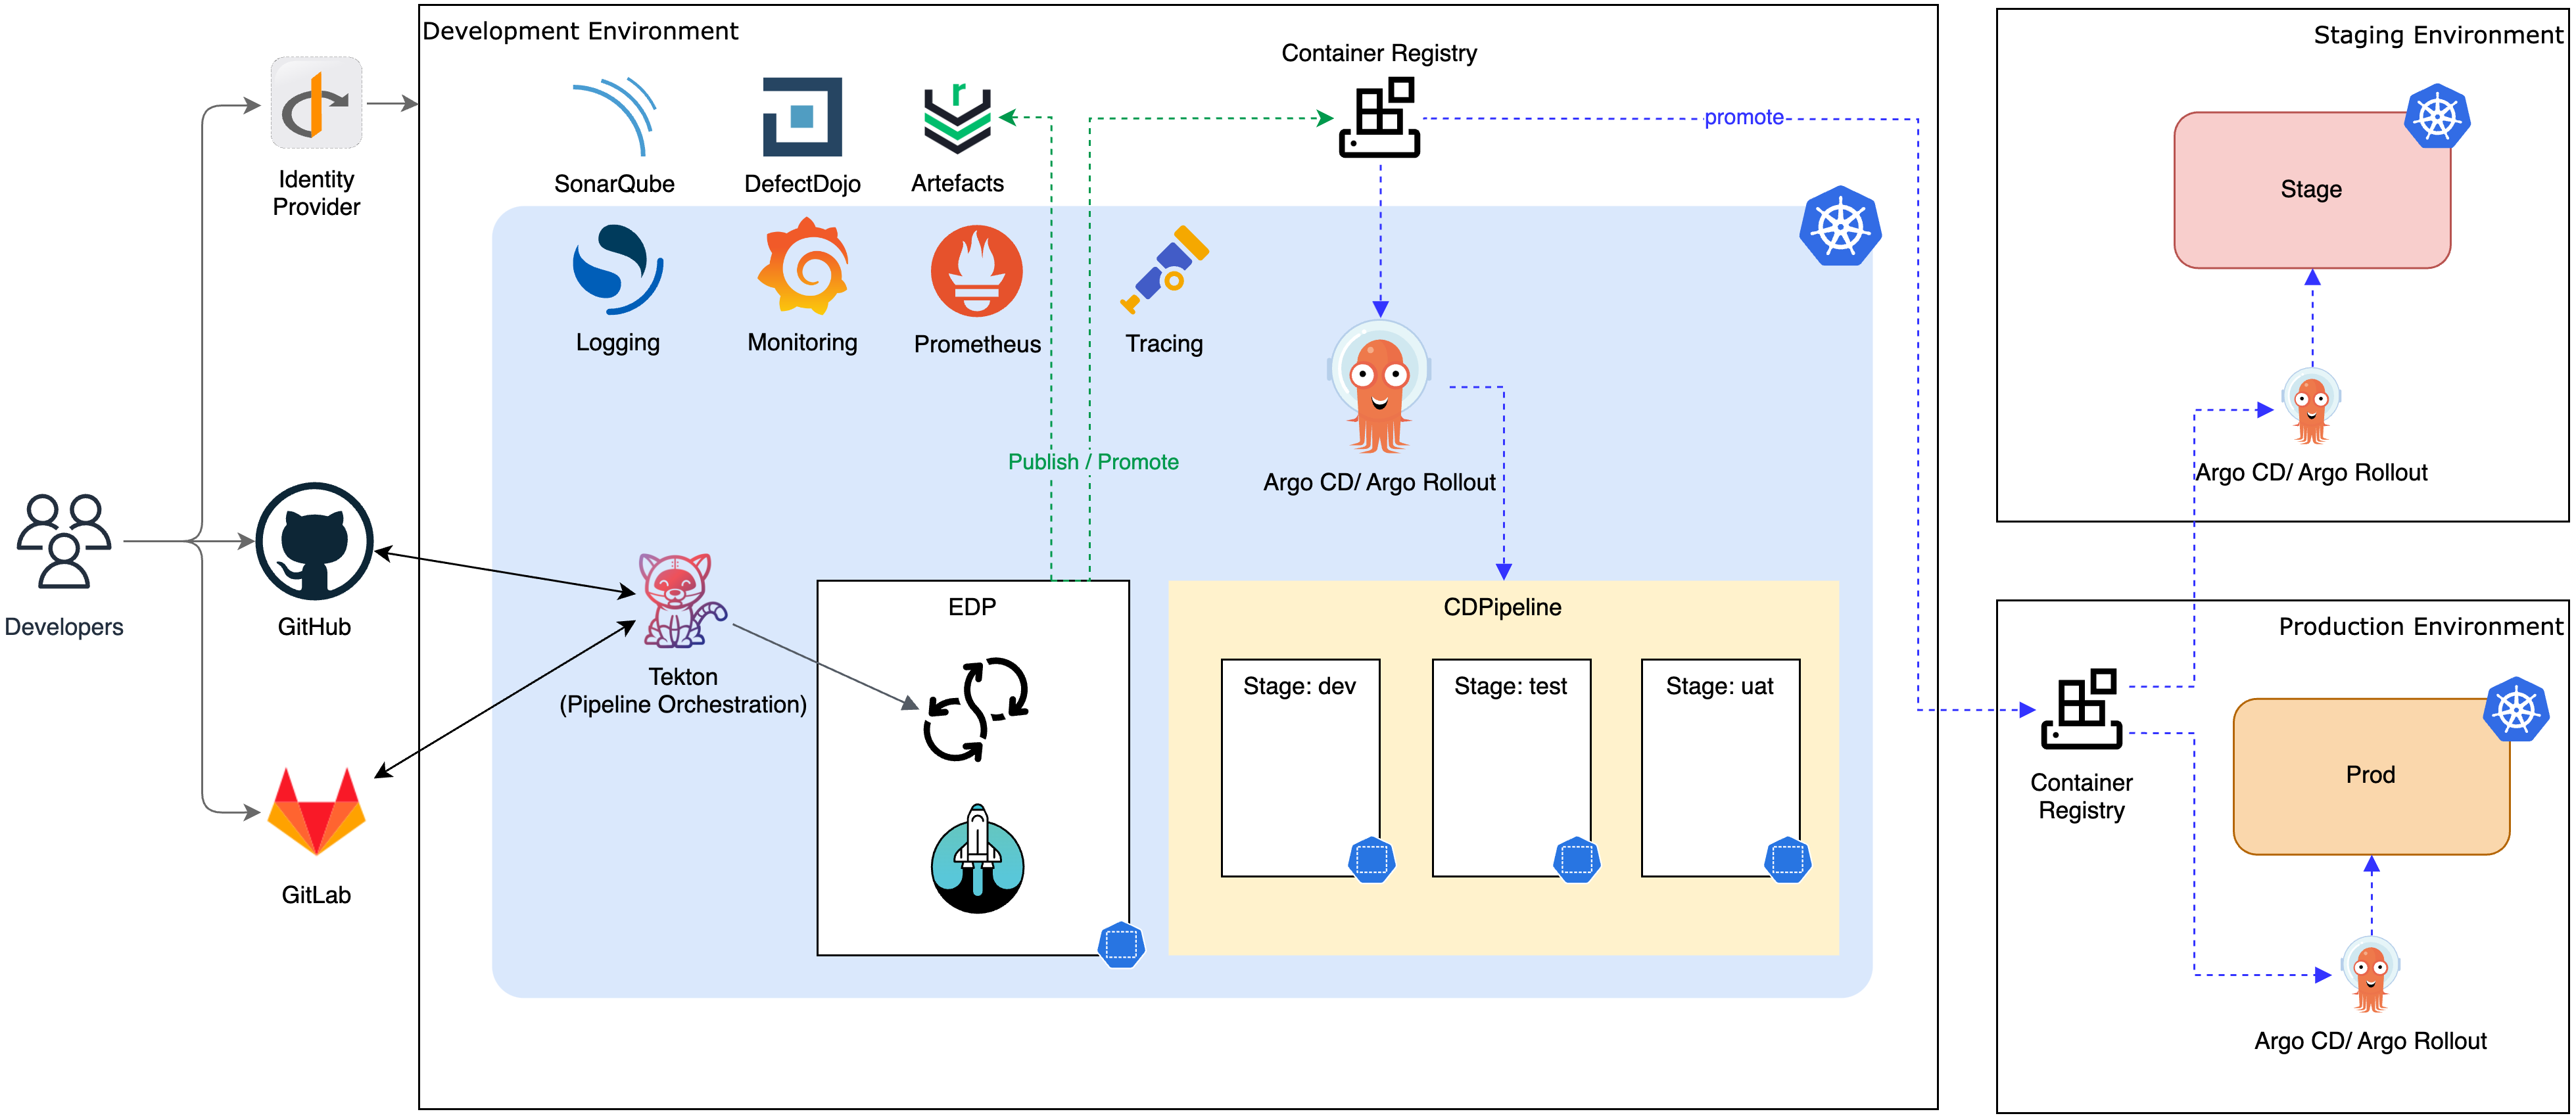 Development Environment
Staging Environment
Container Registry
promote
Identity
Provider
SonarQube
DefectDojo
Artefacts
r
Stage
Logging
Monitoring
Prometheus
Tracing
Publish / Promote
Argo CD/ Argo Rollout
Argo CD/ Argo Rollout
Developers
GitHub
GitLab
Tekton
(Pipeline Orchestration)
EDP
CDPipeline
Stage: dev
Stage: test
Stage: uat
Production Environment
Container
Registry
Prod
Argo CD/ Argo Rollout